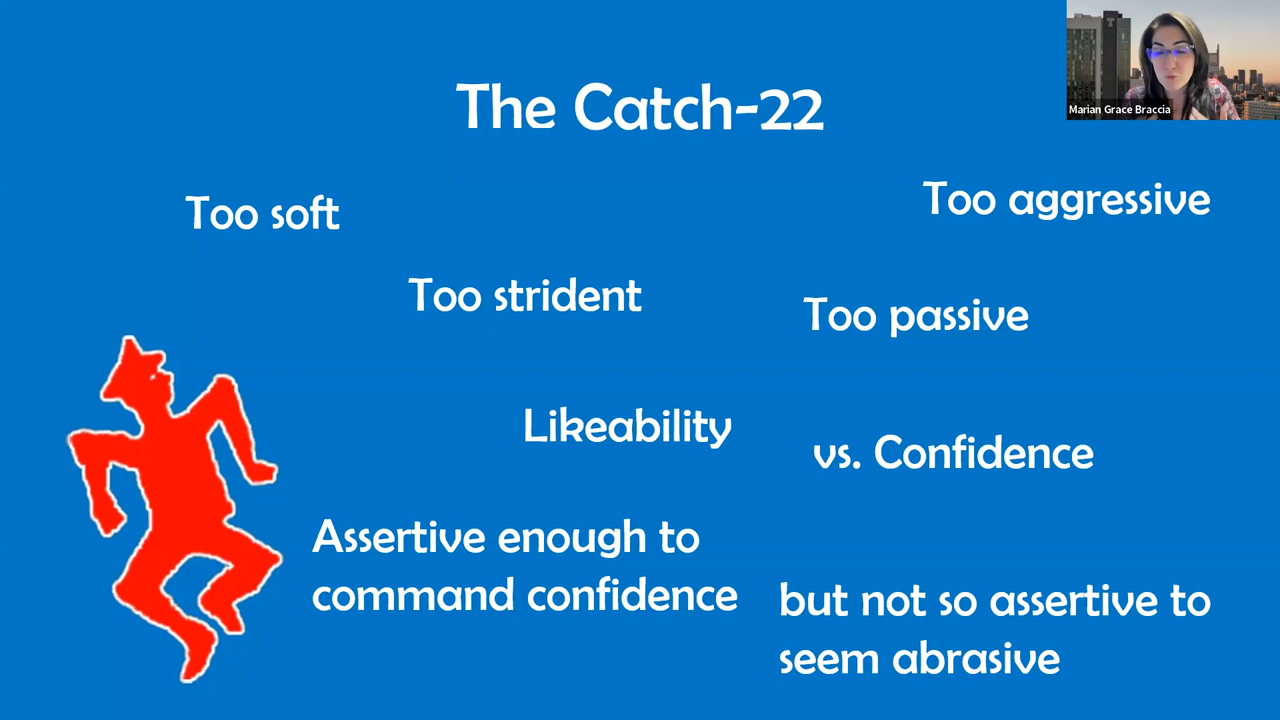 The Catch-22
Marian Grace Braccia
Too soft
Too aggressive
Too strident
Too passive
Likeability
vs. Confidence
Assertive enough to
command confidence
but not so assertive to
seem abrasive